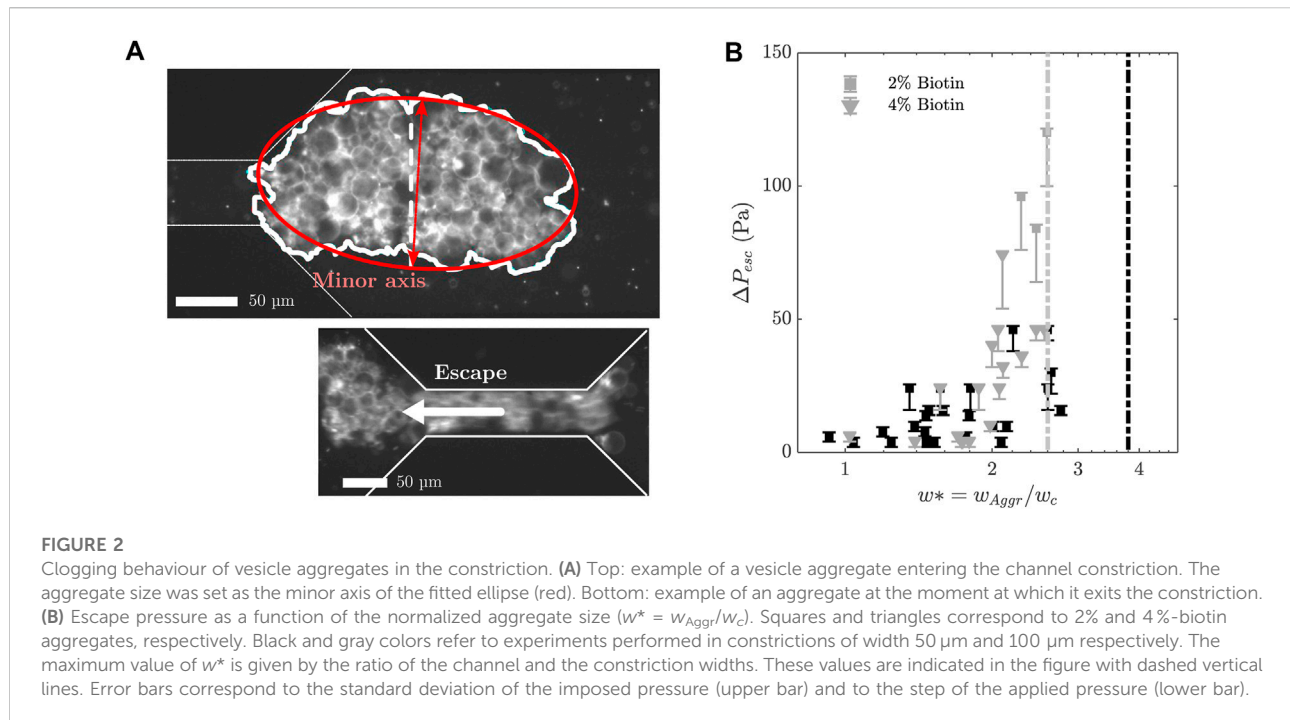 A
Minor axis
50 µm
Escape
50 µm
B
150
100
50
0
ΔP_esc (Pa)
2% Biotin
4% Biotin
1 2 3 4
w* = w_Aggr/w_c
FIGURE 2
Clogging behaviour of vesicle aggregates in the constriction. (A) Top: example of a vesicle aggregate entering the channel constriction. The
aggregate size was set as the minor axis of the fitted ellipse (red). Bottom: example of an aggregate at the moment at which it exits the constriction.
(B) Escape pressure as a function of the normalized aggregate size (w* = w_Aggr/w_c). Squares and triangles correspond to 2% and 4 %-biotin
aggregates, respectively. Black and gray colors refer to experiments performed in constrictions of width 50 µm and 100 µm respectively. The
maximum value of w* is given by the ratio of the channel and the constriction widths. These values are indicated in the figure with dashed vertical
lines. Error bars correspond to the standard deviation of the imposed pressure (upper bar) and to the step of the applied pressure (lower bar).